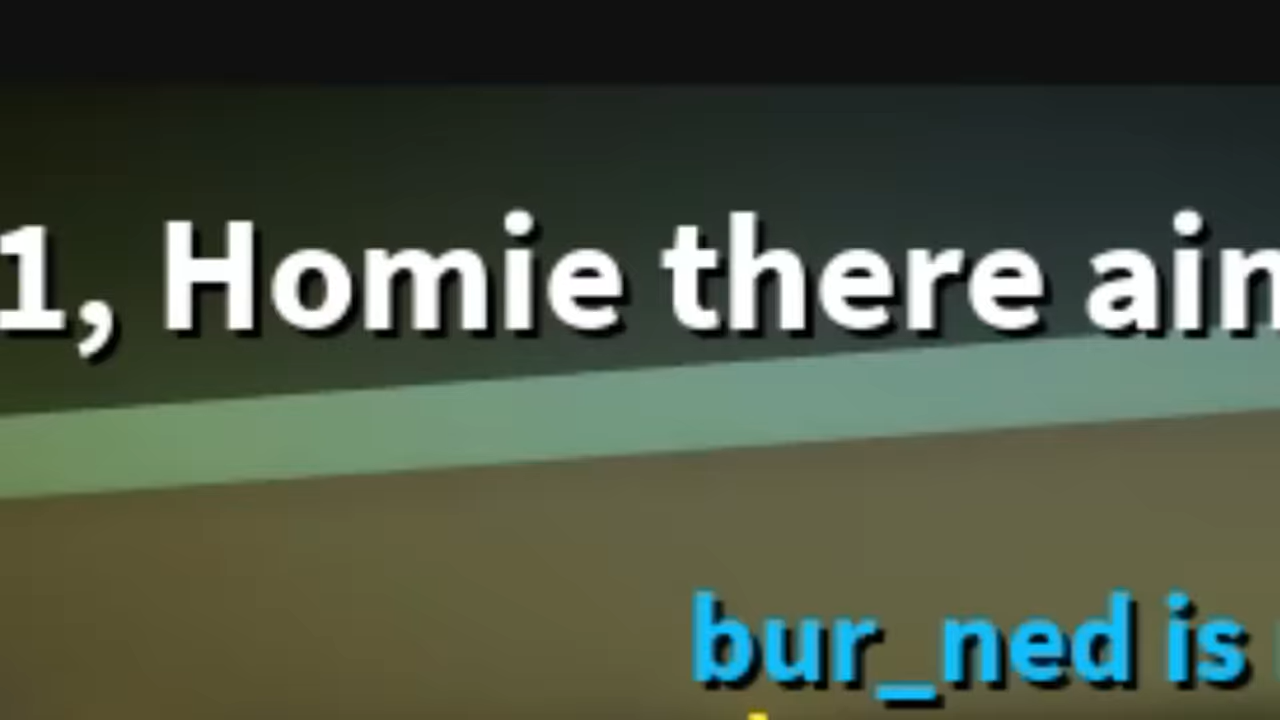 1, Homie there ain
bur_ned is